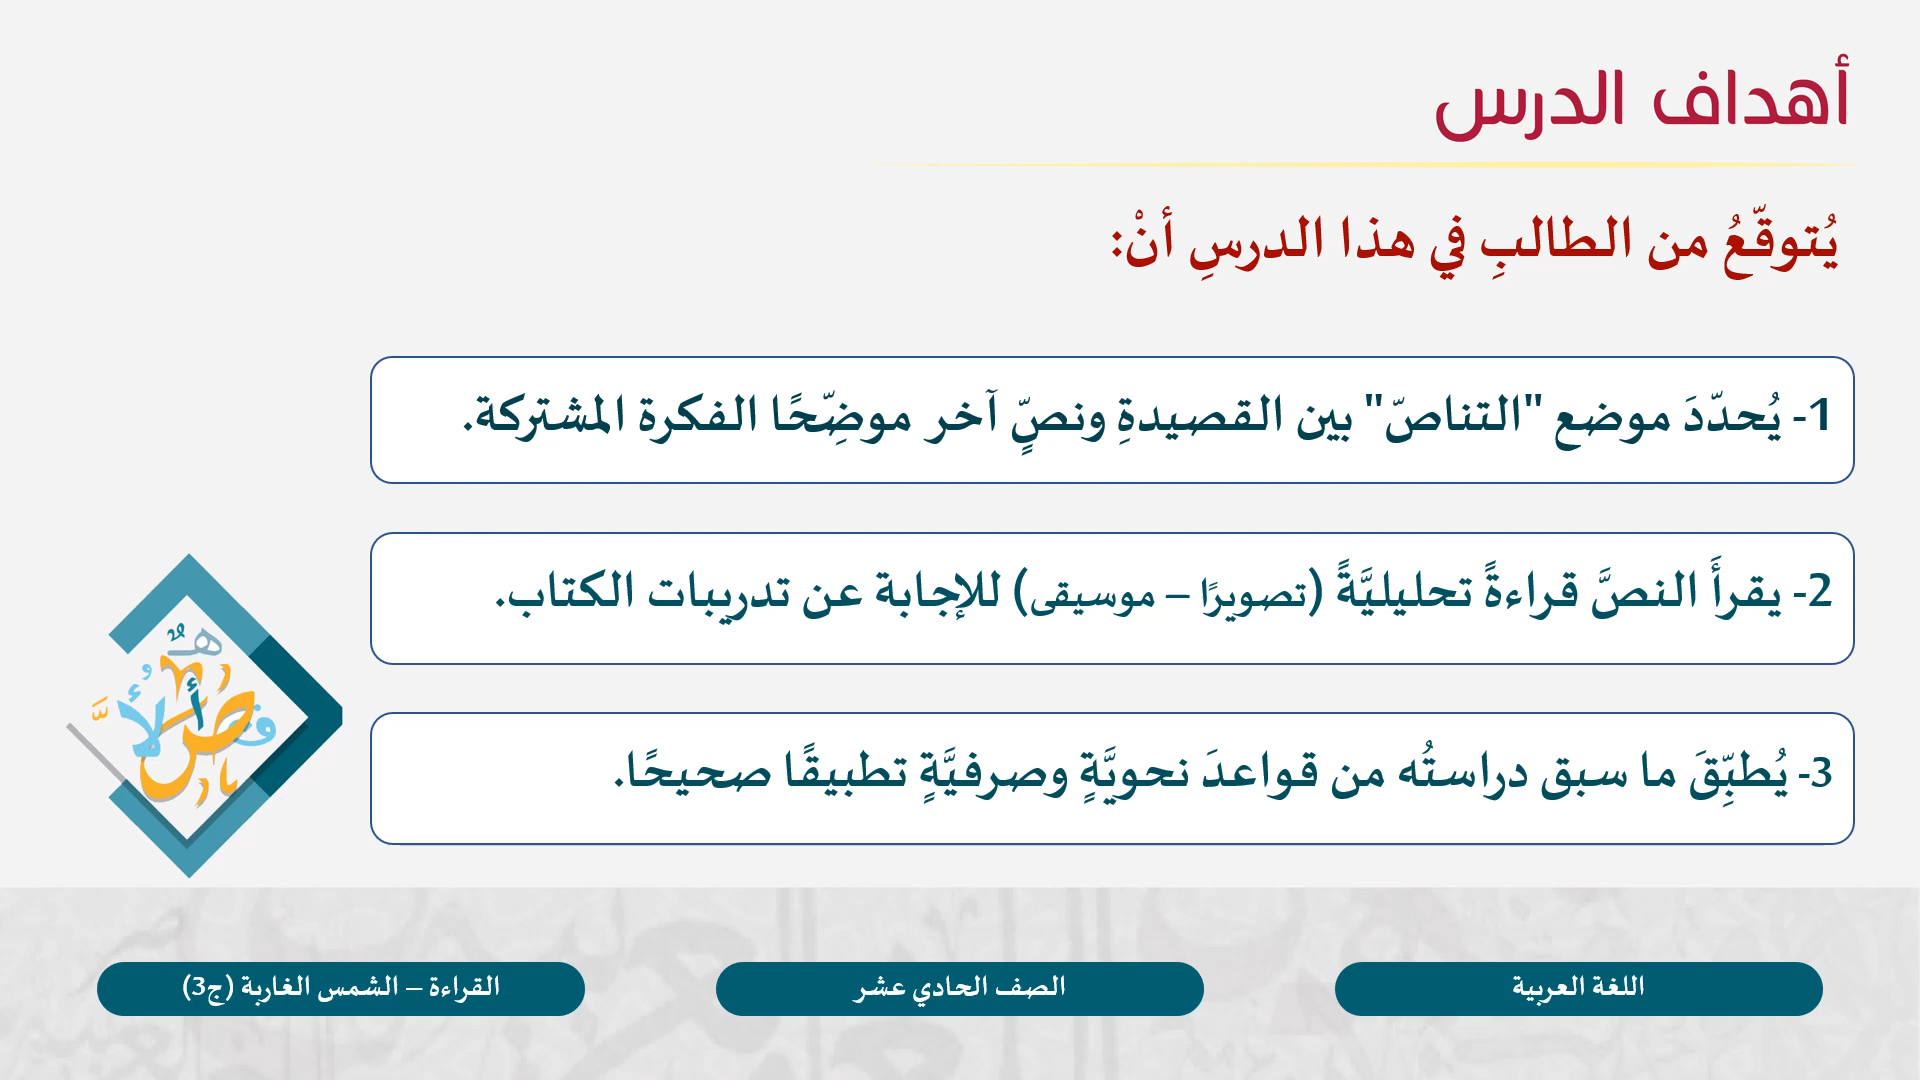 أهداف الدرس
يُتوقّعُ من الطالبِ في هذا الدرسِ أنْ:
1- يُحدّدَ موضع "التناصّ" بين القصيدةِ ونصٍّ آخر موضِّحًا الفكرة المشتركة.
2- يقرأَ النصَّ قراءةً تحليليَّةً (تصويرًا – موسيقى) للإجابة عن تدريبات الكتاب.
3- يُطبِّقَ ما سبق دراستُه من قواعدَ نحويَّةٍ وصرفيَّةٍ تطبيقًا صحيحًا.
اللغة العربية
الصف الحادي عشر
القراءة – الشمس الغاربة (ج3)